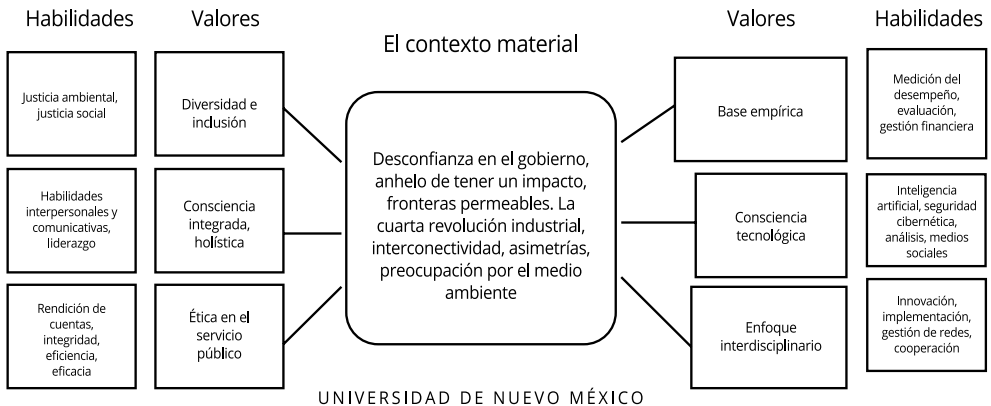 Habilidades
Valores
El contexto material
Valores
Habilidades
Justicia ambiental,
justicia social
Diversidad e
inclusión
Habilidades
interpersonales y
comunicativas,
liderazgo
Consciencia
integrada,
holística
Rendición de
cuentas,
integridad,
eficiencia,
eficacia
Ética en el
servicio
público
Desconfianza en el gobierno,
anhelo de tener un impacto,
fronteras permeables. La
cuarta revolución industrial,
interconectividad, asimetrías,
preocupación por el medio
ambiente
Base empírica
Medición del
desempeño,
evaluación,
gestión financiera
Consciencia
tecnológica
Inteligencia
artificial, seguridad
cibernética,
análisis, medios
sociales
Enfoque
interdisciplinario
Innovación,
implementación,
gestión de redes,
cooperación
UNIVERSIDAD DE NUEVO MÉXICO